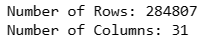 Number of Rows: 284807
Number of Columns: 31